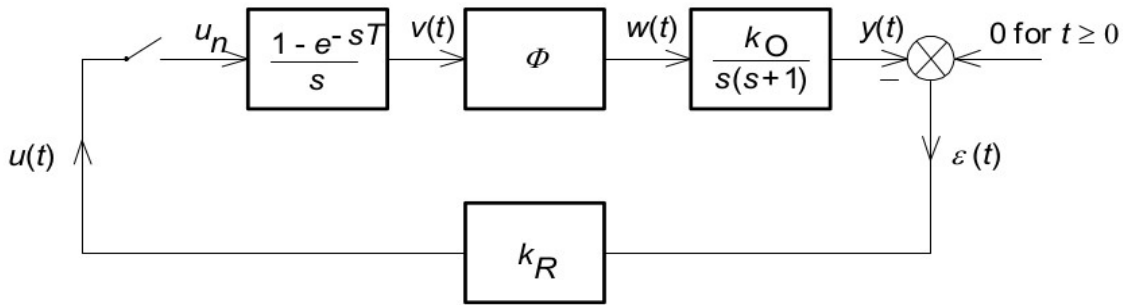 u_n
1 - e^{-sT}
s
v(t)
Φ
w(t)
k_O
s(s+1)
y(t)
−
0 for t ≥ 0
u(t)
ε(t)
k_R